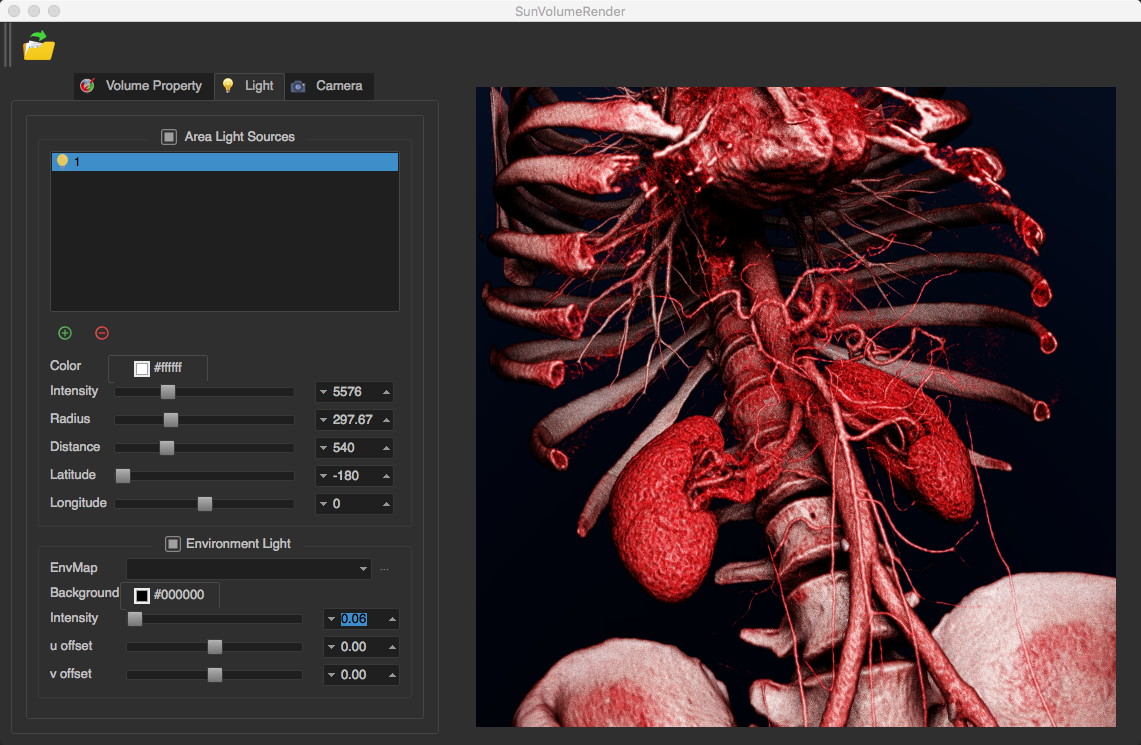 SunVolumeRender
Volume Property Light Camera
Area Light Sources
1
Color #ffffff
Intensity 5576
Radius 297.67
Distance 540
Latitude -180
Longitude 0
Environment Light
EnvMap ...
Background #000000
Intensity 0.06
u offset 0.00
v offset 0.00